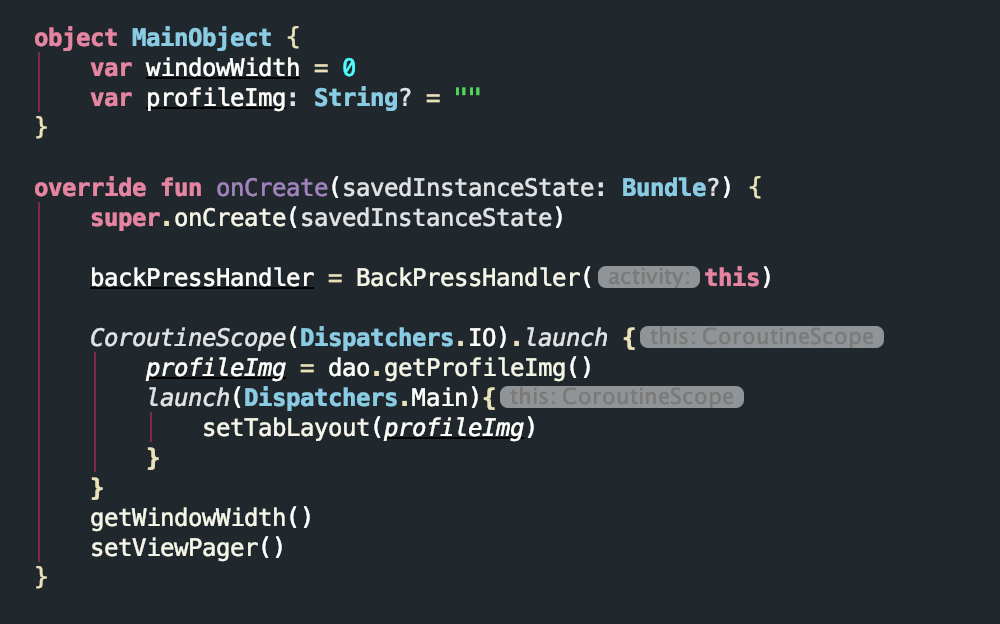 object MainObject {
    var windowWidth = 0
    var profileImg: String? = ""
}

override fun onCreate(savedInstanceState: Bundle?) {
    super.onCreate(savedInstanceState)

    backPressHandler = BackPressHandler( activity: this)

    CoroutineScope(Dispatchers.IO).launch { this: CoroutineScope
        profileImg = dao.getProfileImg()
        launch(Dispatchers.Main){ this: CoroutineScope
            setTabLayout(profileImg)
        }
    }
    getWindowWidth()
    setViewPager()
}